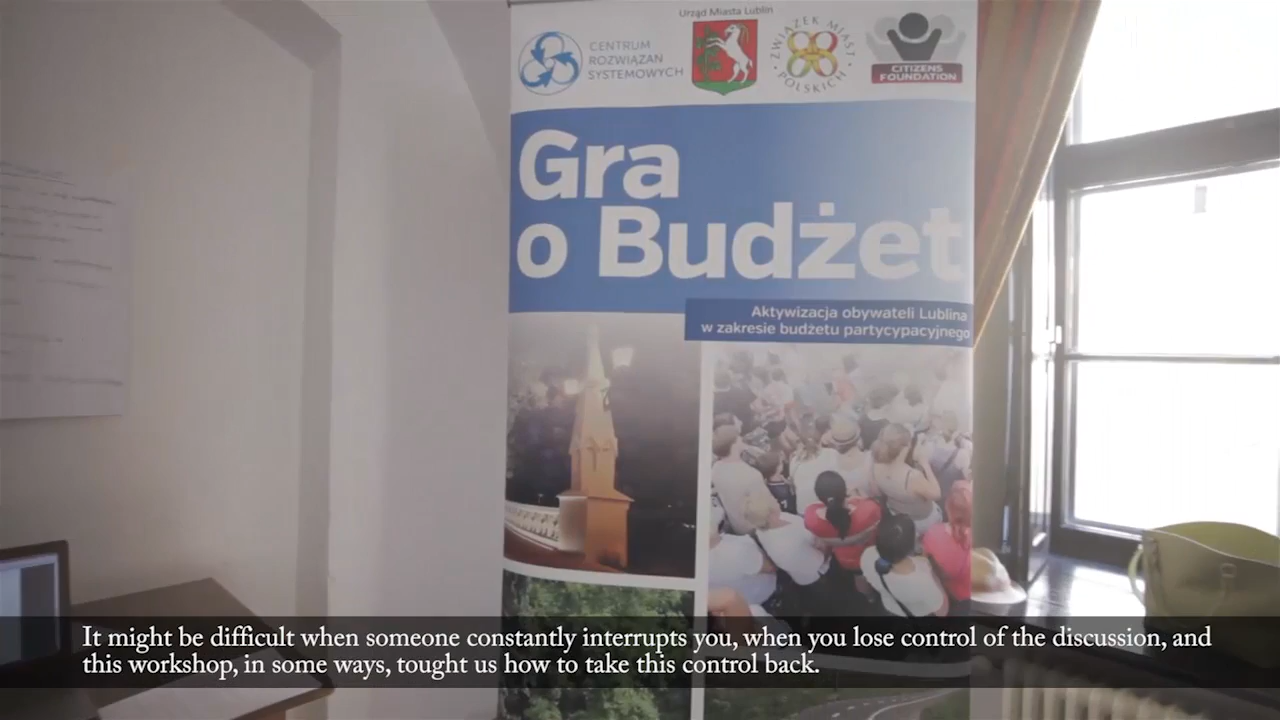 Urząd Miasta Lublin
CENTRUM
ROZWIĄZAŃ
SYSTEMOWYCH
ZWIĄZEK MIAST
POLSKICH
CITIZENS
FOUNDATION
Gra
o Budżet
Aktywizacja obywateli Lublina
w zakresie budżetu partycypacyjnego
It might be difficult when someone constantly interrupts you, when you lose control of the discussion, and
this workshop, in some ways, tought us how to take this control back.